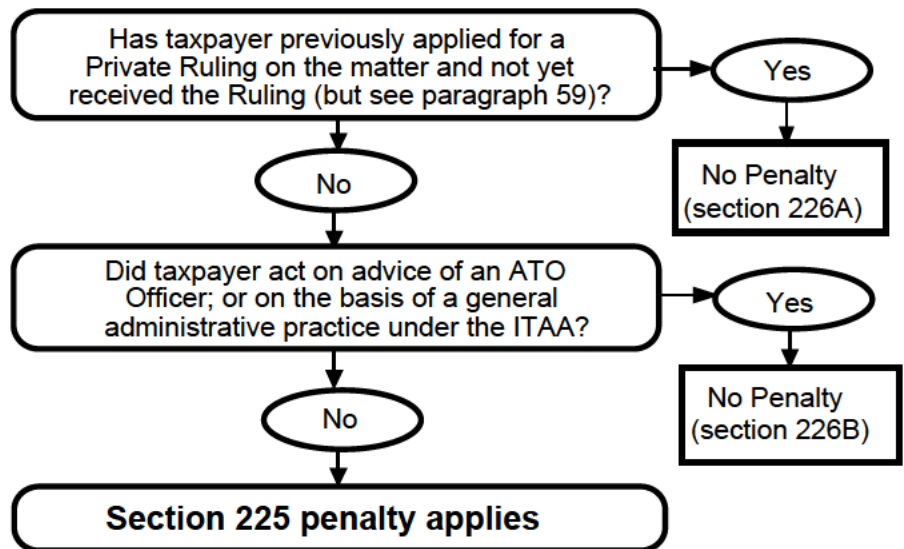 Has taxpayer previously applied for a
Private Ruling on the matter and not yet
received the Ruling (but see paragraph 59)?
Yes
No Penalty
(section 226A)
No
Did taxpayer act on advice of an ATO
Officer; or on the basis of a general
administrative practice under the ITAA?
Yes
No Penalty
(section 226B)
No
Section 225 penalty applies